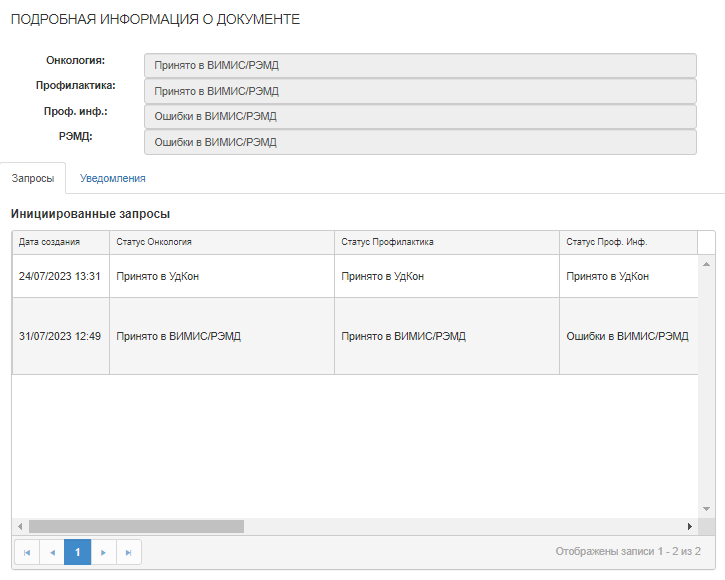 ПОДРОБНАЯ ИНФОРМАЦИЯ О ДОКУМЕНТЕ
Онкология: Принято в ВИМИС/РЭМД
Профилактика: Принято в ВИМИС/РЭМД
Проф. инф.: Ошибки в ВИМИС/РЭМД
РЭМД: Ошибки в ВИМИС/РЭМД
Запросы Уведомления
Инициированные запросы
Дата создания Статус Онкология Статус Профилактика Статус Проф. Инф.
24/07/2023 13:31 Принято в УдКон Принято в УдКон Принято в УдКон
31/07/2023 12:49 Принято в ВИМИС/РЭМД Принято в ВИМИС/РЭМД Ошибки в ВИМИС/РЭМД
1 Отображены записи 1 - 2 из 2